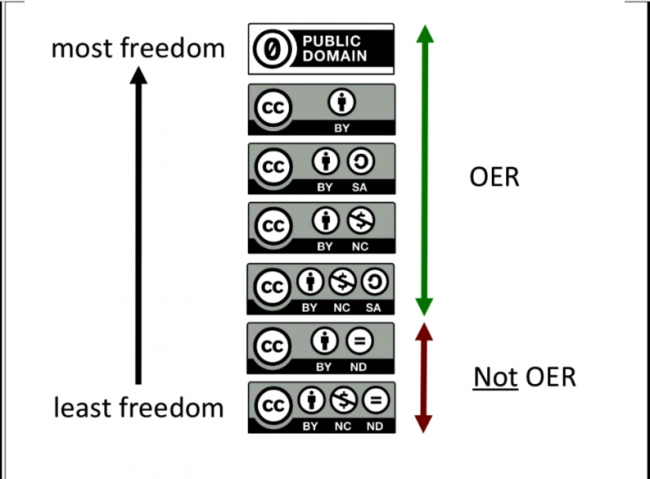 most freedom
0 PUBLIC
DOMAIN
cc
BY
cc
BY SA
cc
BY $ NC
cc
BY $ NC SA
OER
cc
BY = ND
cc
BY $ NC = ND
Not OER
least freedom